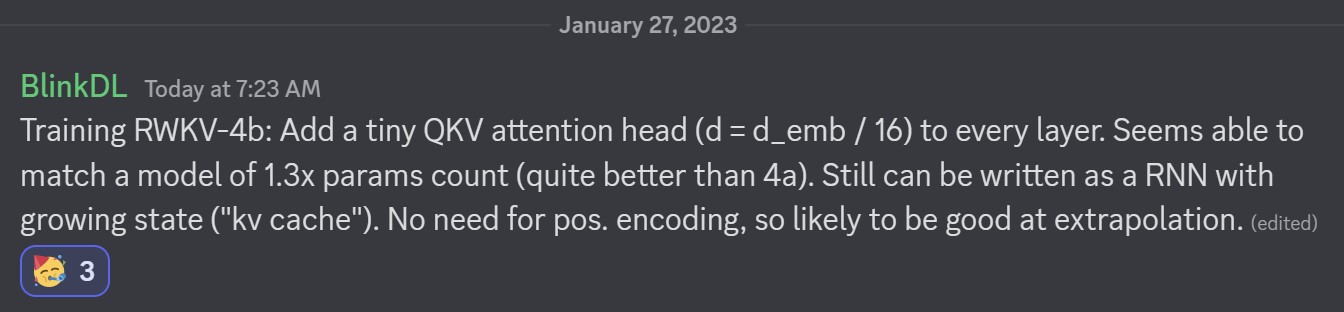 January 27, 2023
BlinkDL Today at 7:23 AM
Training RWKV-4b: Add a tiny QKV attention head (d = d_emb / 16) to every layer. Seems able to
match a model of 1.3x params count (quite better than 4a). Still can be written as a RNN with
growing state ("kv cache"). No need for pos. encoding, so likely to be good at extrapolation. (edited)
3